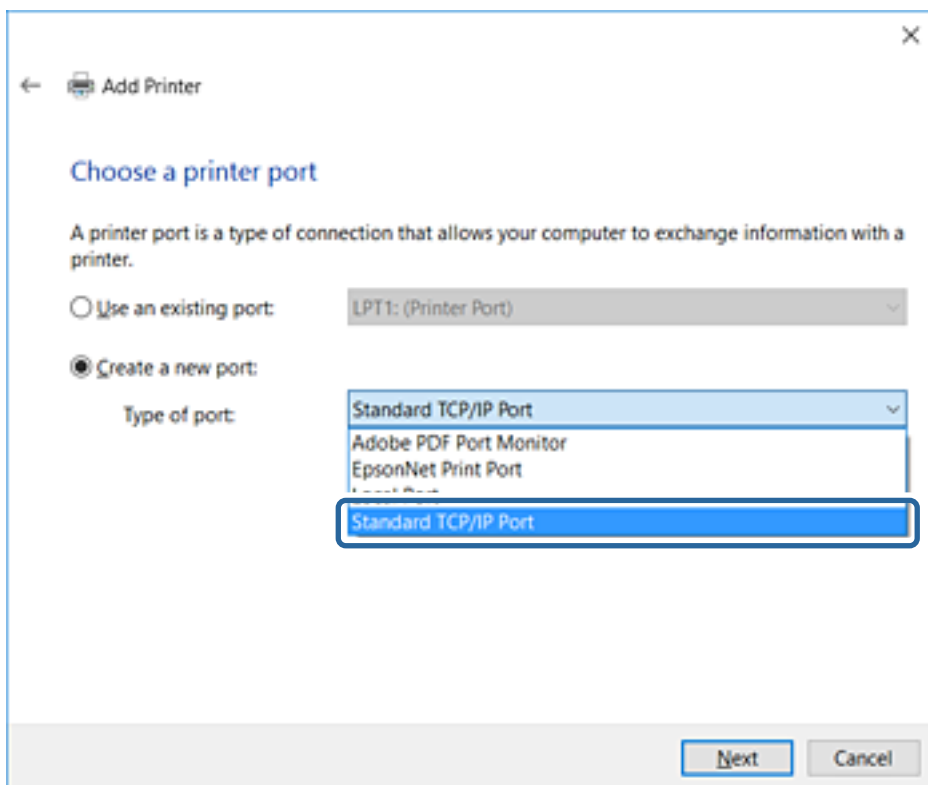 Add Printer
Choose a printer port
A printer port is a type of connection that allows your computer to exchange information with a
printer.
Use an existing port: LPT1: (Printer Port)
Create a new port:
Type of port: Standard TCP/IP Port
Adobe PDF Port Monitor
EpsonNet Print Port
Local Port
Standard TCP/IP Port
Next Cancel